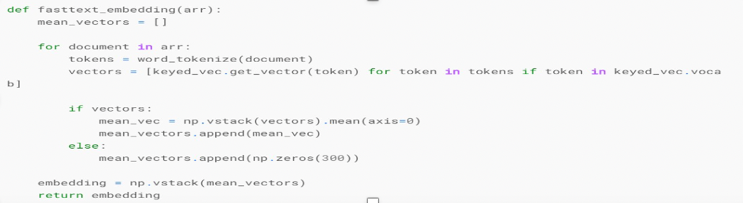 def fasttext_embedding(arr):
    mean_vectors = []

    for document in arr:
        tokens = word_tokenize(document)
        vectors = [keyed_vec.get_vector(token) for token in tokens if token in keyed_vec.voca
b]

        if vectors:
            mean_vec = np.vstack(vectors).mean(axis=0)
            mean_vectors.append(mean_vec)
        else:
            mean_vectors.append(np.zeros(300))

    embedding = np.vstack(mean_vectors)
    return embedding